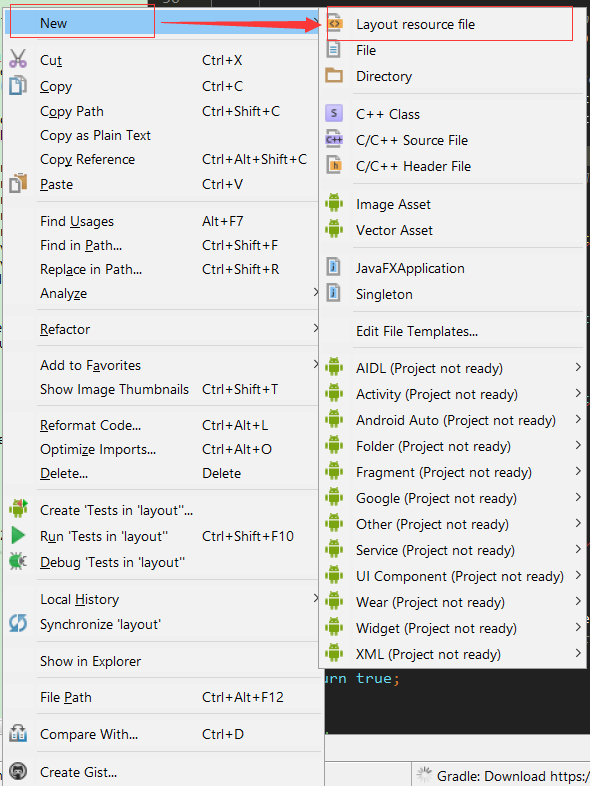 New
Cut Ctrl+X
Copy Ctrl+C
Copy Path Ctrl+Shift+C
Copy as Plain Text
Copy Reference Ctrl+Alt+Shift+C
Paste Ctrl+V
Find Usages Alt+F7
Find in Path... Ctrl+Shift+F
Replace in Path... Ctrl+Shift+R
Analyze
Refactor
Add to Favorites
Show Image Thumbnails Ctrl+Shift+T
Reformat Code... Ctrl+Alt+L
Optimize Imports... Ctrl+Alt+O
Delete... Delete
Create 'Tests in 'layout''...
Run 'Tests in 'layout'' Ctrl+Shift+F10
Debug 'Tests in 'layout''
Local History
Synchronize 'layout'
Show in Explorer
File Path Ctrl+Alt+F12
Compare With... Ctrl+D
Create Gist...
Layout resource file
File
Directory
C++ Class
C/C++ Source File
C/C++ Header File
Image Asset
Vector Asset
JavaFXApplication
Singleton
Edit File Templates...
AIDL (Project not ready)
Activity (Project not ready)
Android Auto (Project not ready)
Folder (Project not ready)
Fragment (Project not ready)
Google (Project not ready)
Other (Project not ready)
Service (Project not ready)
UI Component (Project not ready)
Wear (Project not ready)
Widget (Project not ready)
XML (Project not ready)
urn true;
Gradle: Download https:/